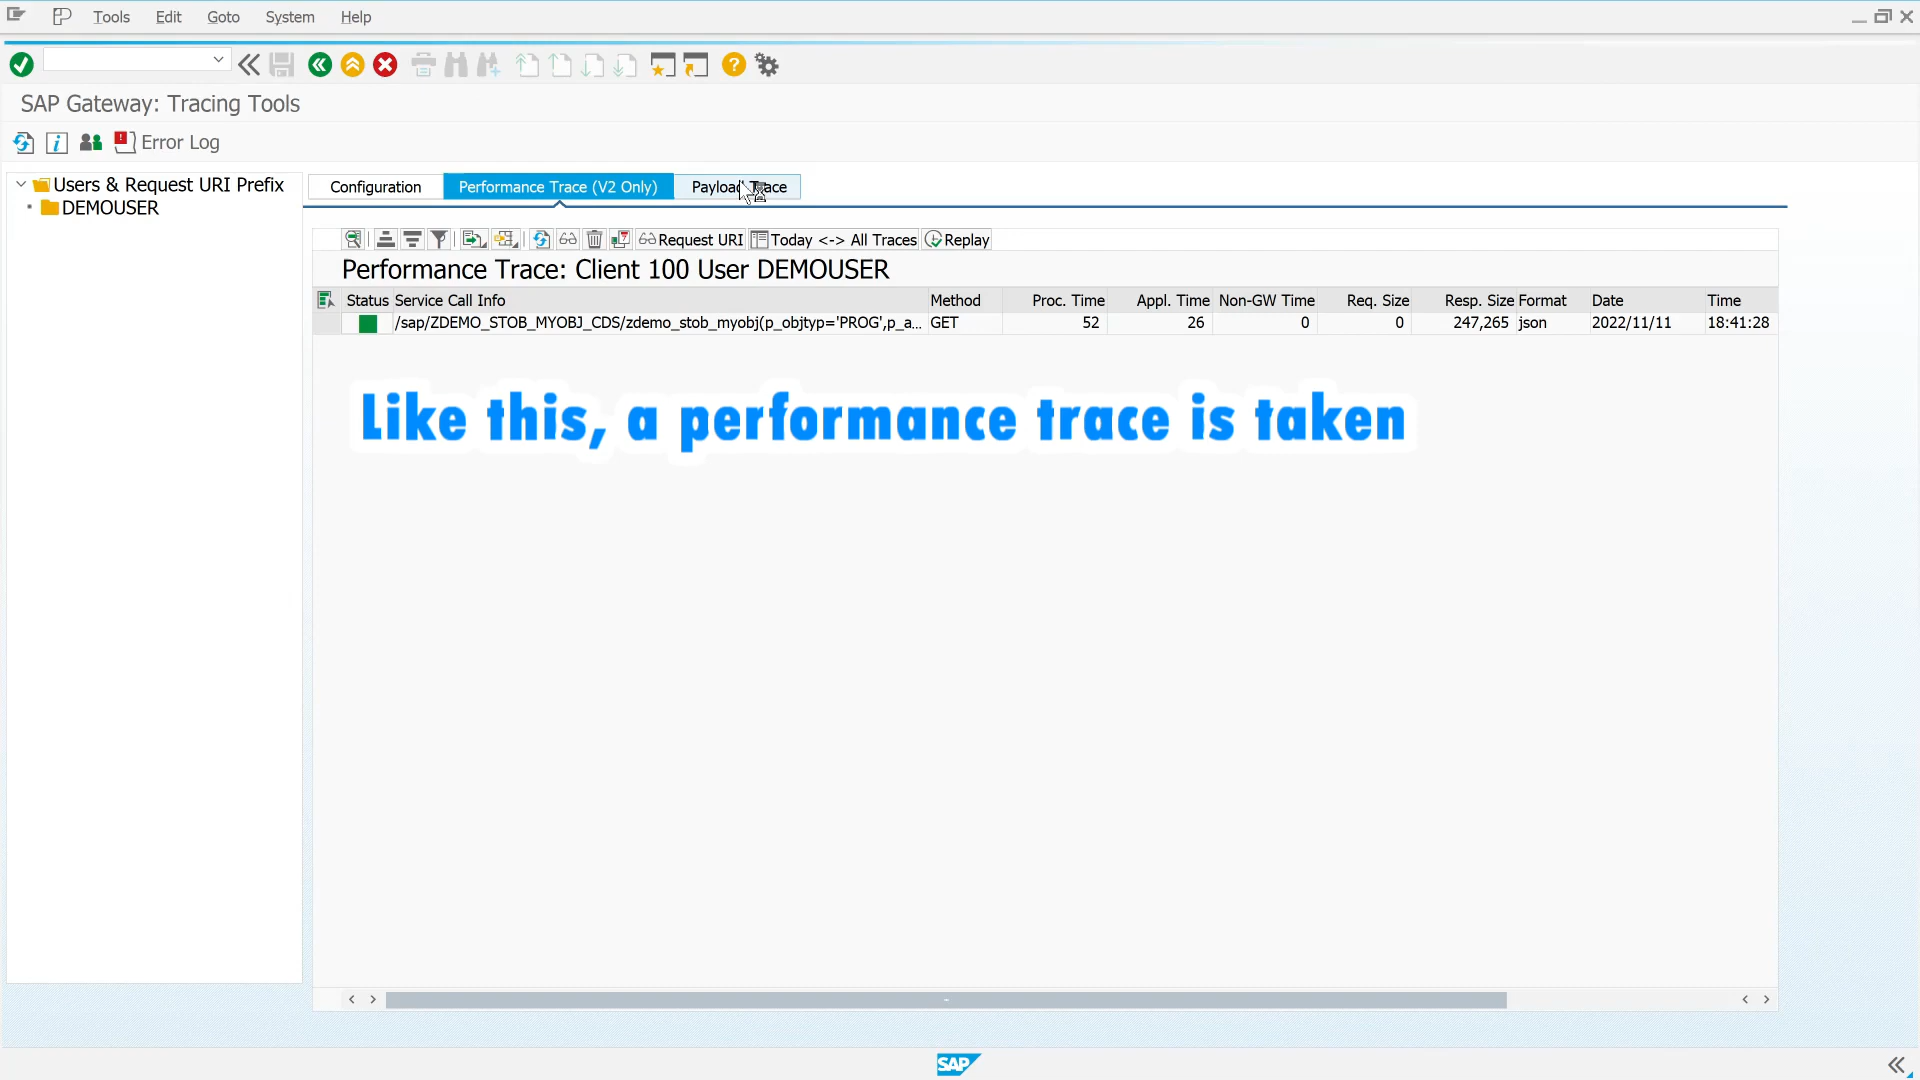 Tools Edit Goto System Help
SAP Gateway: Tracing Tools
Error Log
Users & Request URI Prefix
DEMOUSER
Configuration Performance Trace (V2 Only) Payload Trace
Request URI Today <-> All Traces Replay
Performance Trace: Client 100 User DEMOUSER
Status Service Call Info Method Proc. Time Appl. Time Non-GW Time Req. Size Resp. Size Format Date Time
/sap/ZDEMO_STOB_MYOBJ_CDS/zdemo_stob_myobj(p_objtyp='PROG',p_a... GET 52 26 0 0 247,265 json 2022/11/11 18:41:28
Like this, a performance trace is taken
SAP